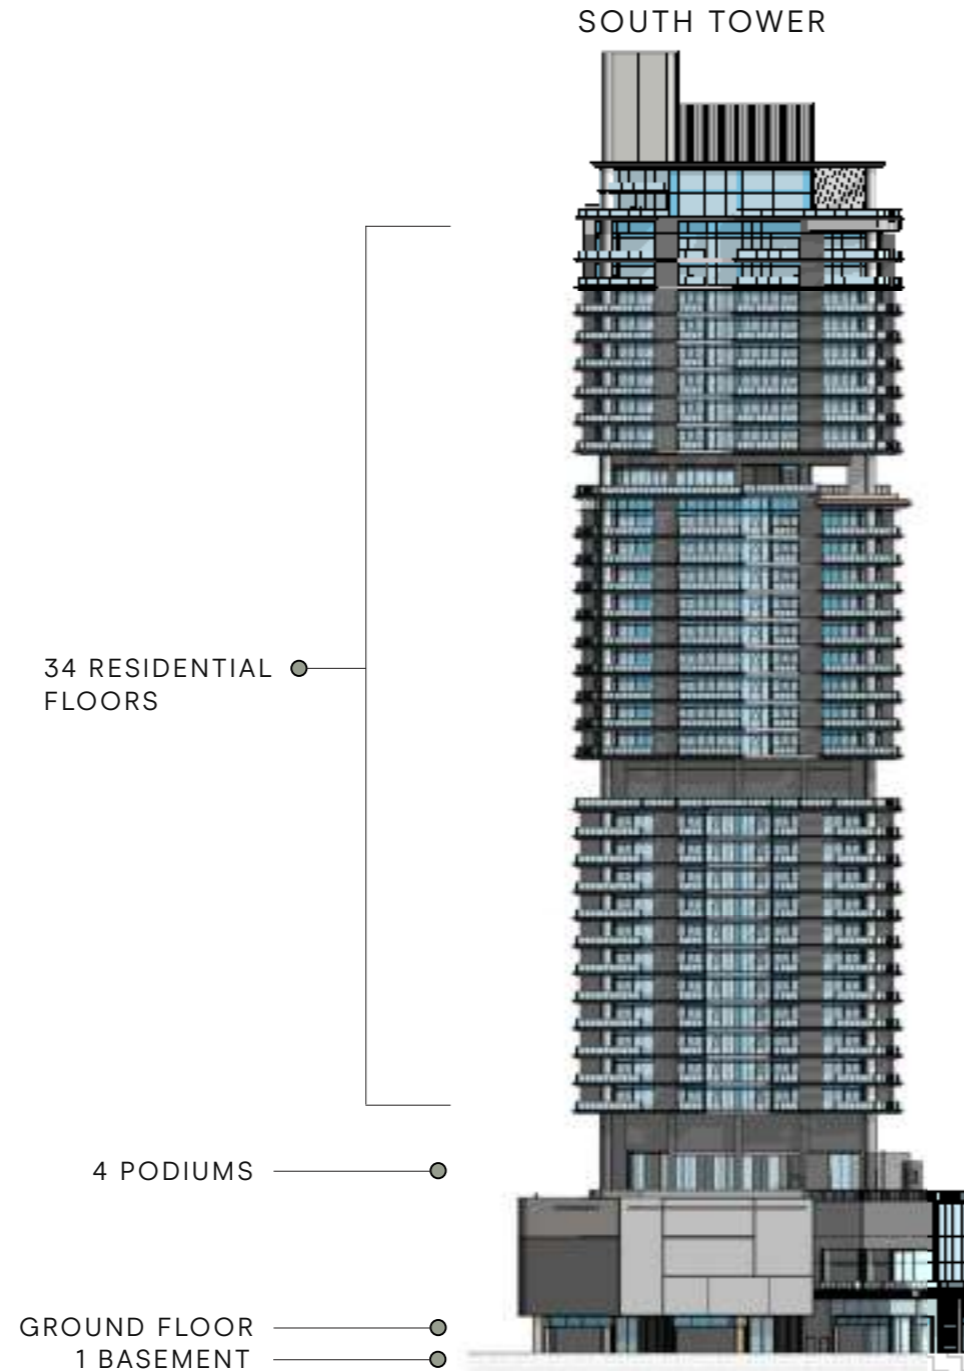 SOUTH TOWER
34 RESIDENTIAL
FLOORS
4 PODIUMS
GROUND FLOOR
1 BASEMENT